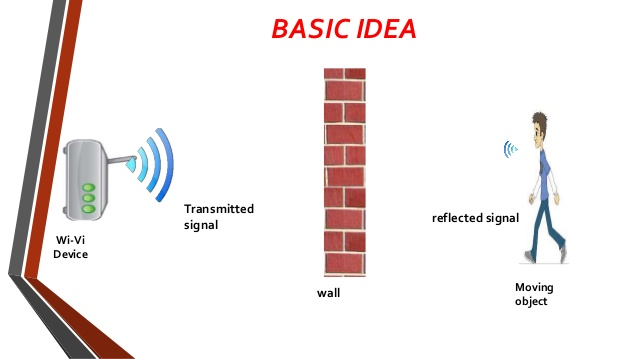 BASIC IDEA
Transmitted
signal
reflected signal
Wi-Vi
Device
wall
Moving
object